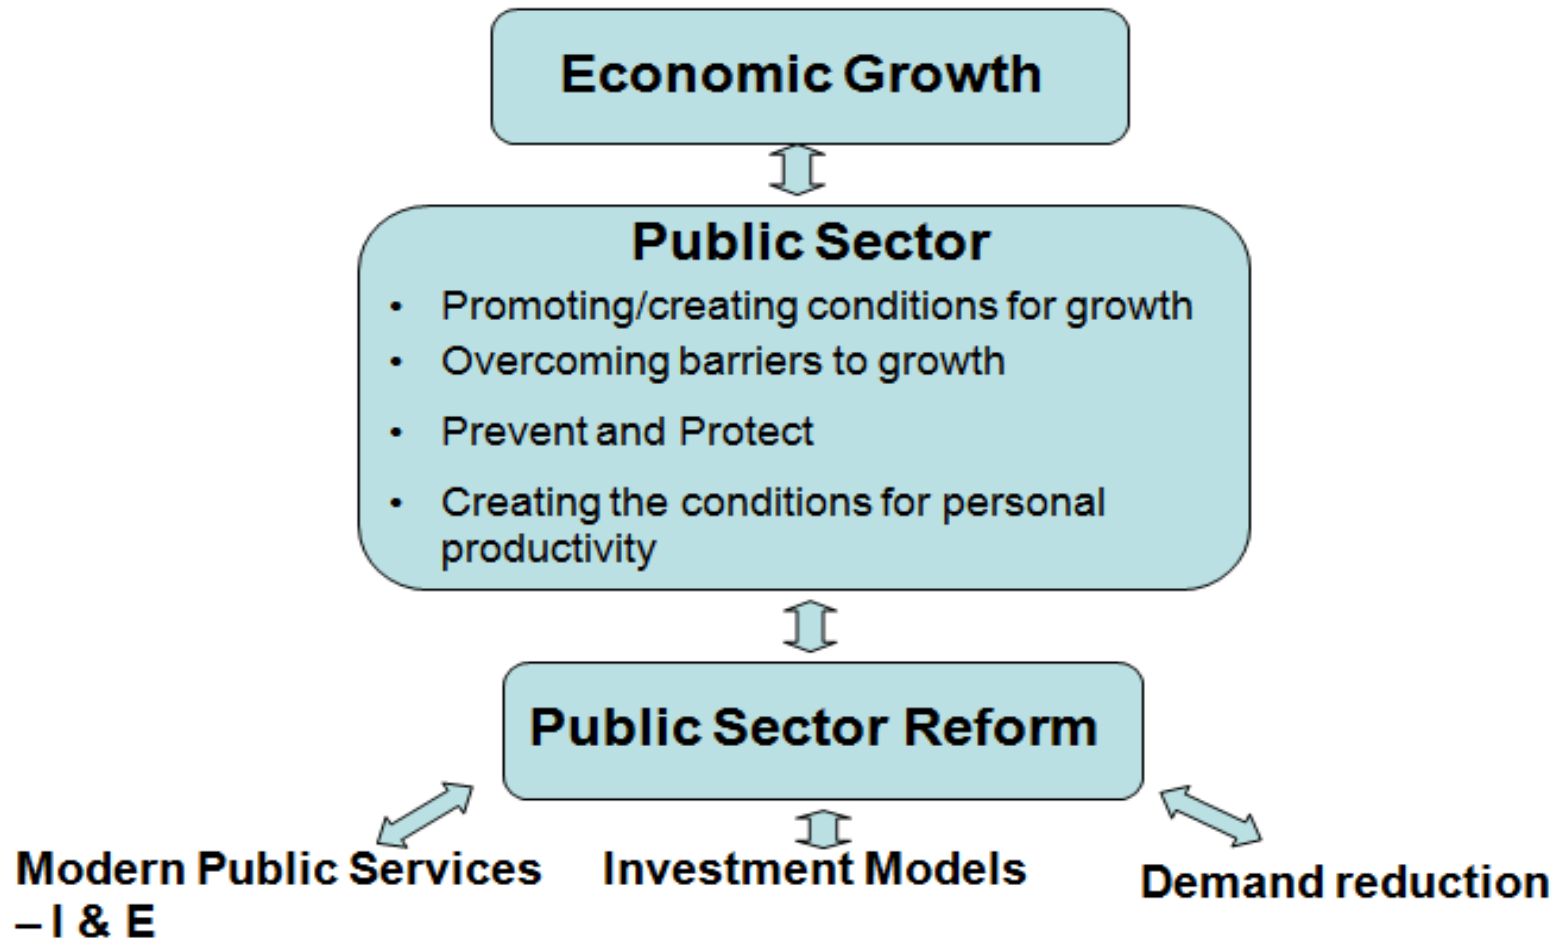 Economic Growth
Public Sector
• Promoting/creating conditions for growth
• Overcoming barriers to growth
• Prevent and Protect
• Creating the conditions for personal
productivity
Public Sector Reform
Modern Public Services
– I & E
Investment Models
Demand reduction